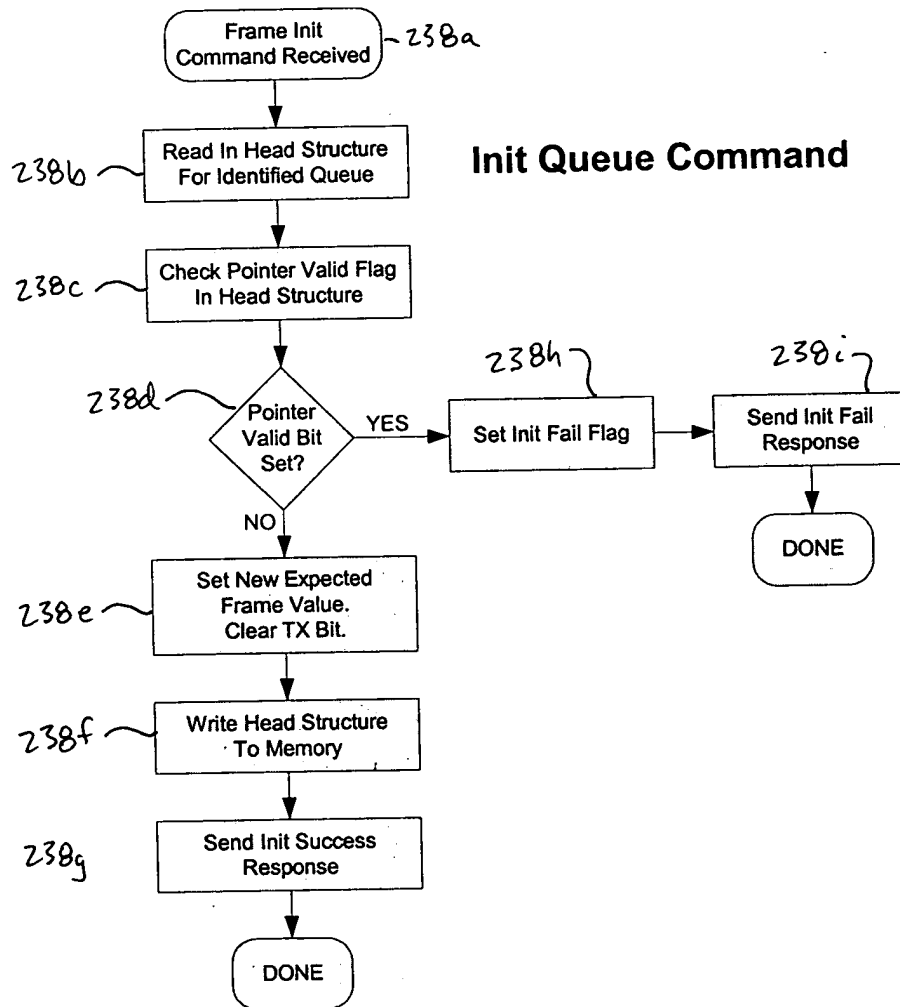 Frame Init
Command Received
238a
Init Queue Command
238b
Read In Head Structure
For Identified Queue
238c
Check Pointer Valid Flag
In Head Structure
238d
Pointer
Valid Bit
Set?
YES
238h
Set Init Fail Flag
238i
Send Init Fail
Response
DONE
NO
238e
Set New Expected
Frame Value.
Clear TX Bit.
238f
Write Head Structure
To Memory
238g
Send Init Success
Response
DONE